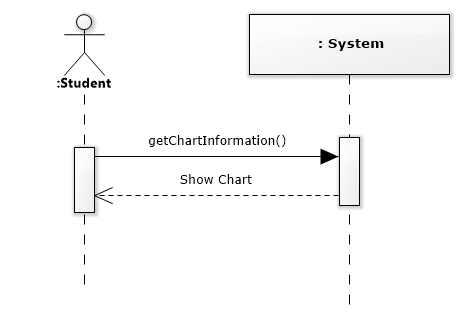 :Student
: System
getChartInformation()
Show Chart